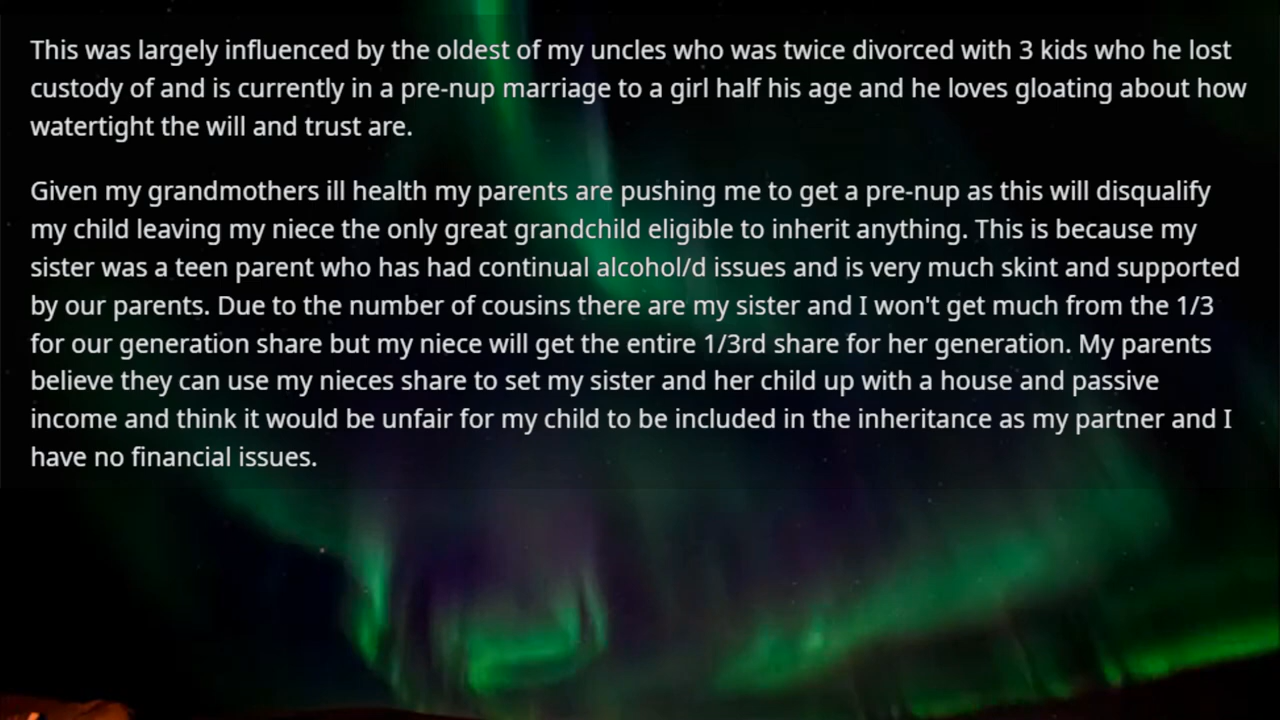 This was largely influenced by the oldest of my uncles who was twice divorced with 3 kids who he lost
custody of and is currently in a pre-nup marriage to a girl half his age and he loves gloating about how
watertight the will and trust are.
Given my grandmothers ill health my parents are pushing me to get a pre-nup as this will disqualify
my child leaving my niece the only great grandchild eligible to inherit anything. This is because my
sister was a teen parent who has had continual alcohol/d issues and is very much skint and supported
by our parents. Due to the number of cousins there are my sister and I won't get much from the 1/3
for our generation share but my niece will get the entire 1/3rd share for her generation. My parents
believe they can use my nieces share to set my sister and her child up with a house and passive
income and think it would be unfair for my child to be included in the inheritance as my partner and I
have no financial issues.